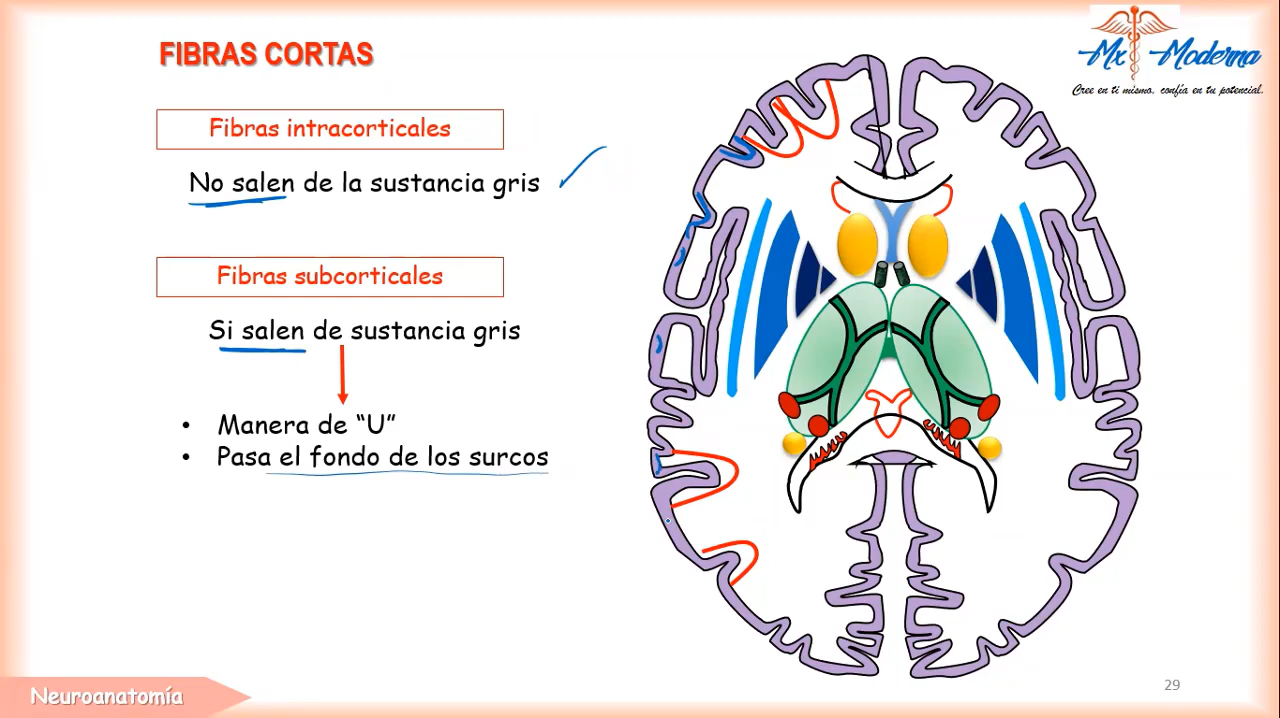 FIBRAS CORTAS
Mx Moderna
Cree en ti mismo, confía en tu potencial.
Fibras intracorticales
No salen de la sustancia gris
Fibras subcorticales
Si salen de sustancia gris
• Manera de “U”
• Pasa el fondo de los surcos
Neuroanatomía
29